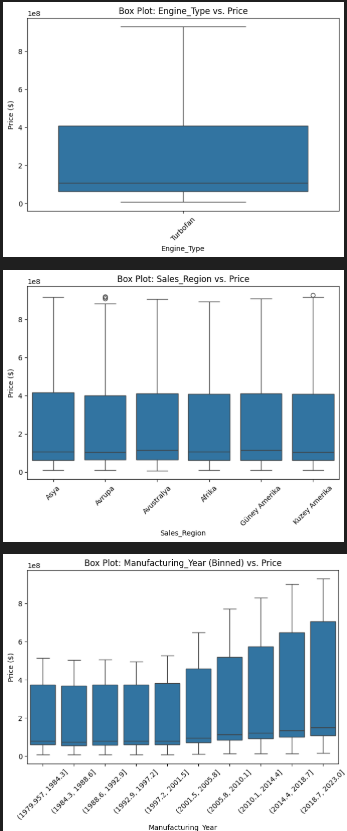 Box Plot: Engine_Type vs. Price
1e8
8
6
4
2
0
Price ($)
Turbofan
Engine_Type
Box Plot: Sales_Region vs. Price
1e8
8
6
4
2
0
Price ($)
Asya
Avrupa
Avustralya
Afrika
Güney Amerika
Kuzey Amerika
Sales_Region
Box Plot: Manufacturing_Year (Binned) vs. Price
1e8
8
6
4
2
0
Price ($)
(1979.957, 1984.3]
(1984.3, 1988.6]
(1988.6, 1992.9]
(1992.9, 1997.2]
(1997.2, 2001.5]
(2001.5, 2005.8]
(2005.8, 2010.1]
(2010.1, 2014.4]
(2014.4, 2018.7]
(2018.7, 2023.0]
Manufacturing_Year